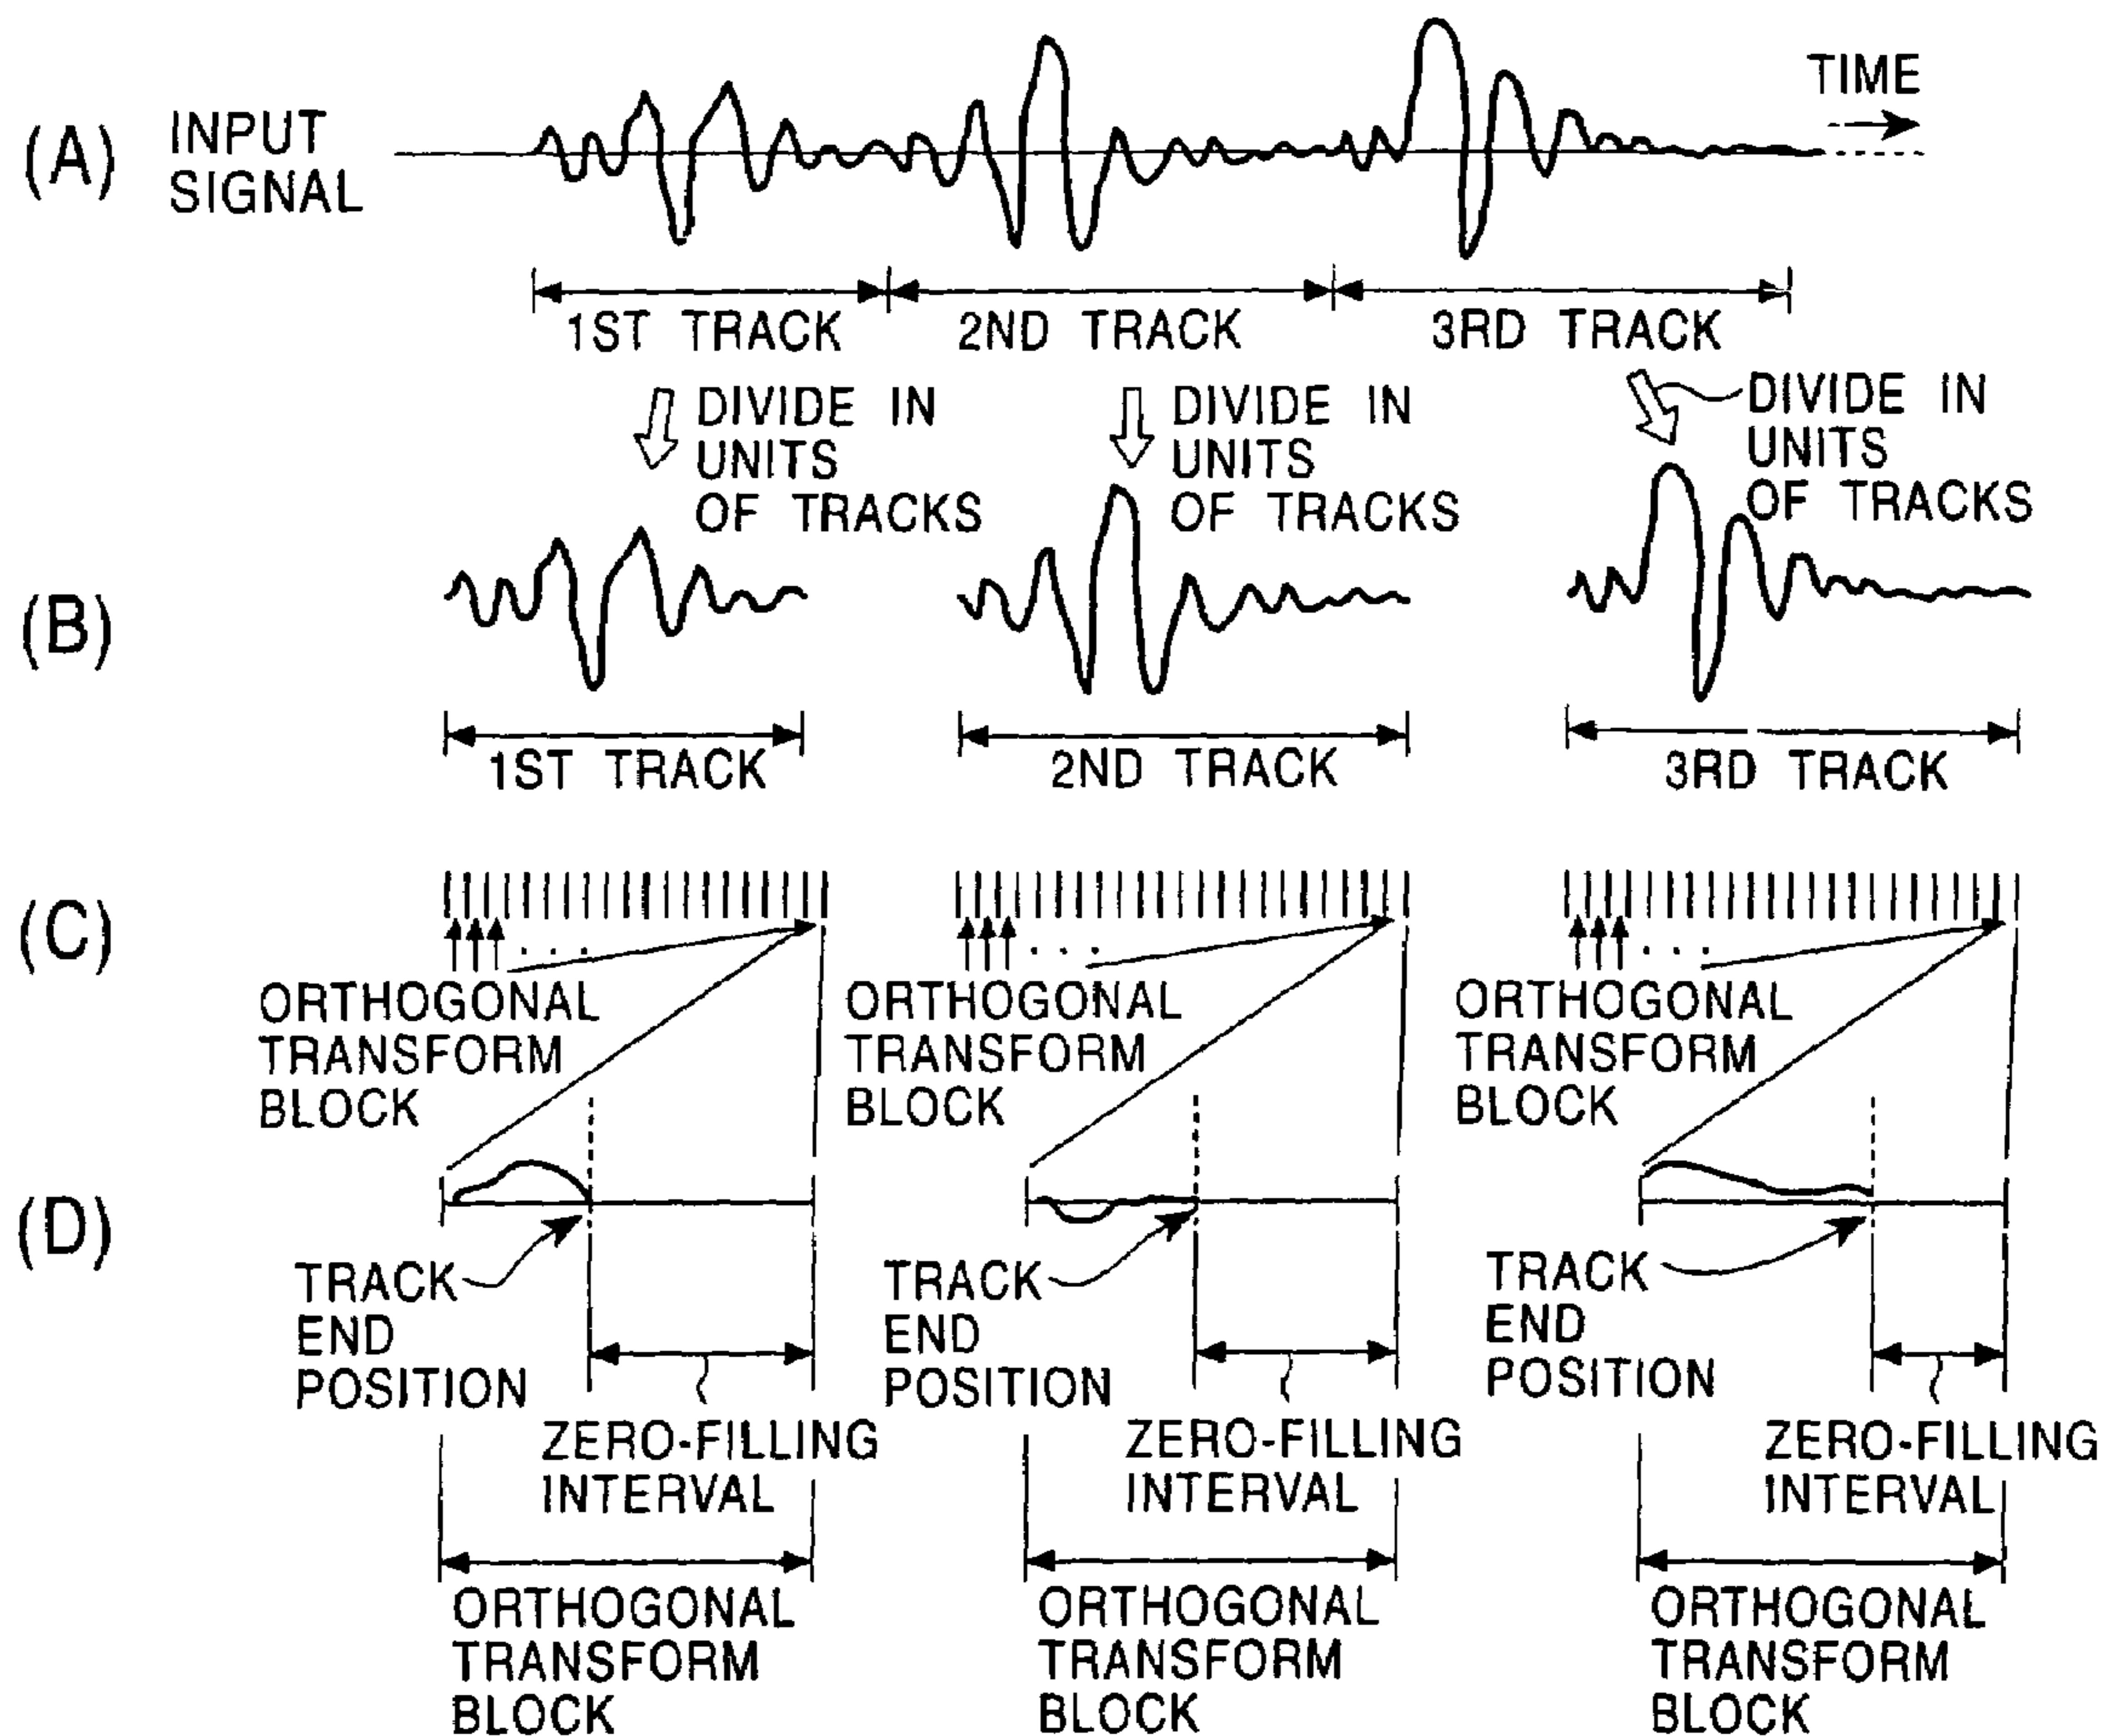 (A)
INPUT
SIGNAL
TIME
1ST TRACK
2ND TRACK
3RD TRACK
DIVIDE IN
UNITS
OF TRACKS
DIVIDE IN
UNITS
OF TRACKS
DIVIDE IN
UNITS
OF TRACKS
(B)
1ST TRACK
2ND TRACK
3RD TRACK
(C)
. . .
. . .
. . .
ORTHOGONAL
TRANSFORM
BLOCK
ORTHOGONAL
TRANSFORM
BLOCK
ORTHOGONAL
TRANSFORM
BLOCK
(D)
TRACK
END
POSITION
TRACK
END
POSITION
TRACK
END
POSITION
ZERO-FILLING
INTERVAL
ZERO-FILLING
INTERVAL
ZERO-FILLING
INTERVAL
ORTHOGONAL
TRANSFORM
BLOCK
ORTHOGONAL
TRANSFORM
BLOCK
ORTHOGONAL
TRANSFORM
BLOCK